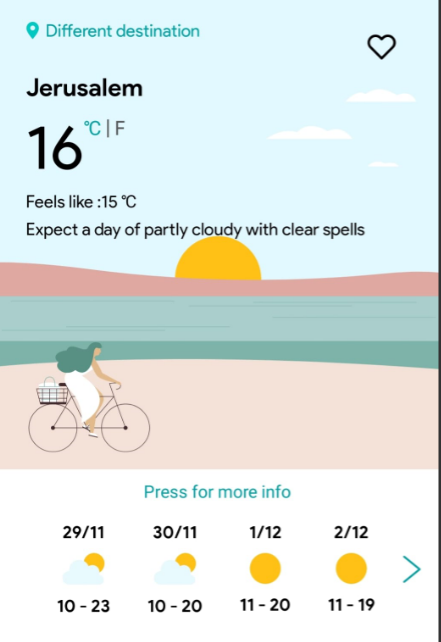 Different destination
Jerusalem
16 °C | F
Feels like :15 °C
Expect a day of partly cloudy with clear spells
Press for more info
29/11 30/11 1/12 2/12
10 - 23 10 - 20 11 - 20 11 - 19